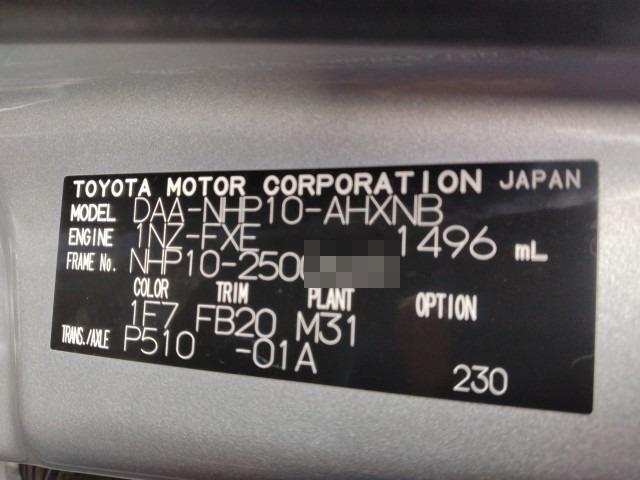 TOYOTA MOTOR CORPORATION JAPAN
MODEL DAA-NHP10-AHXNB
ENGINE 1NZ-FXE 1496 mL
FRAME No. NHP10-250
COLOR TRIM PLANT OPTION
1F7 FB20 M31
TRANS./AXLE P510 -01A
230